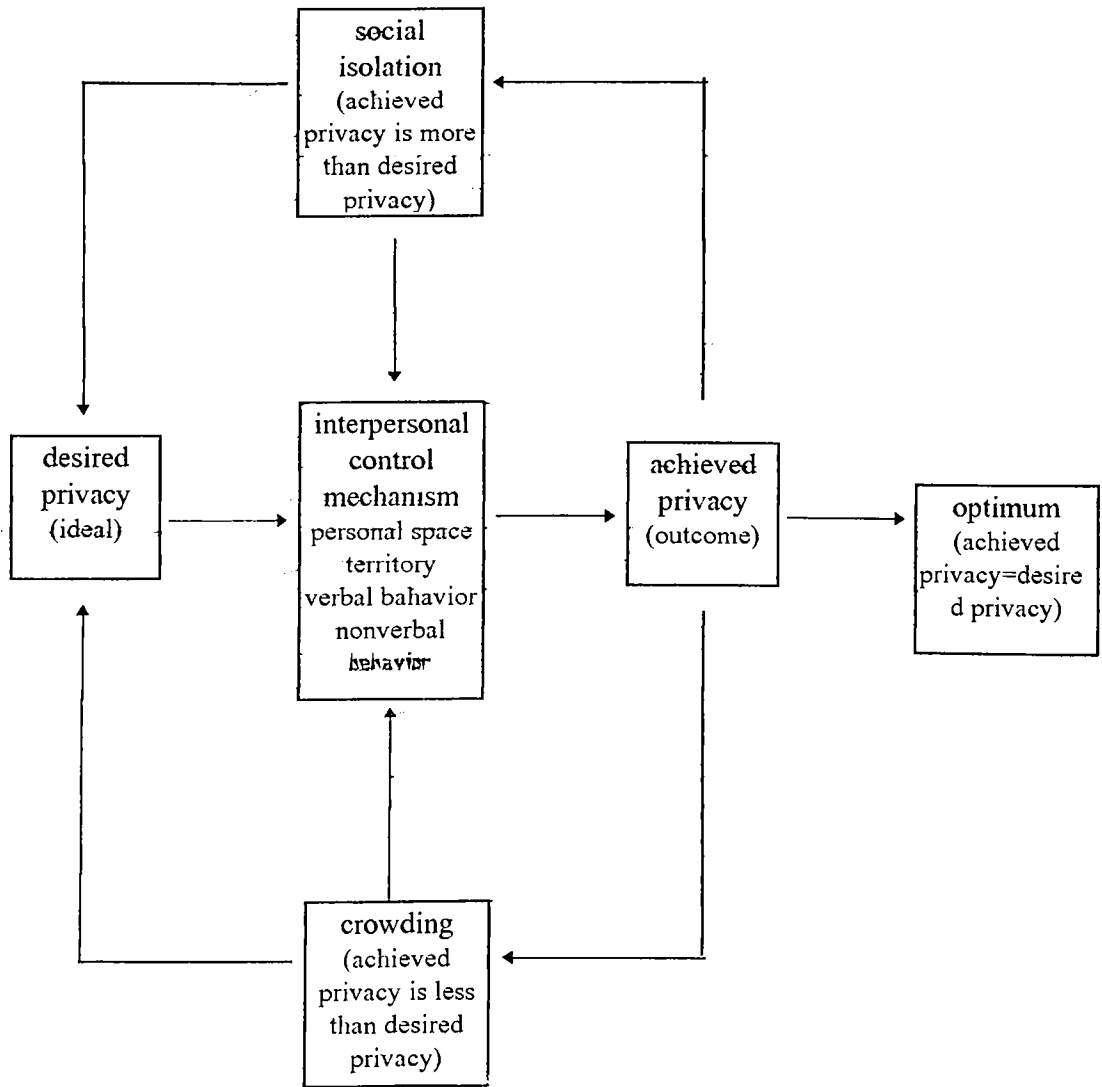 social
isolation
(achieved
privacy is more
than desired
privacy)
desired
privacy
(ideal)
interpersonal
control
mechanism
personal space
territory
verbal bahavior
nonverbal
behavior
achieved
privacy
(outcome)
optimum
(achieved
privacy=desire
d privacy)
crowding
(achieved
privacy is less
than desired
privacy)